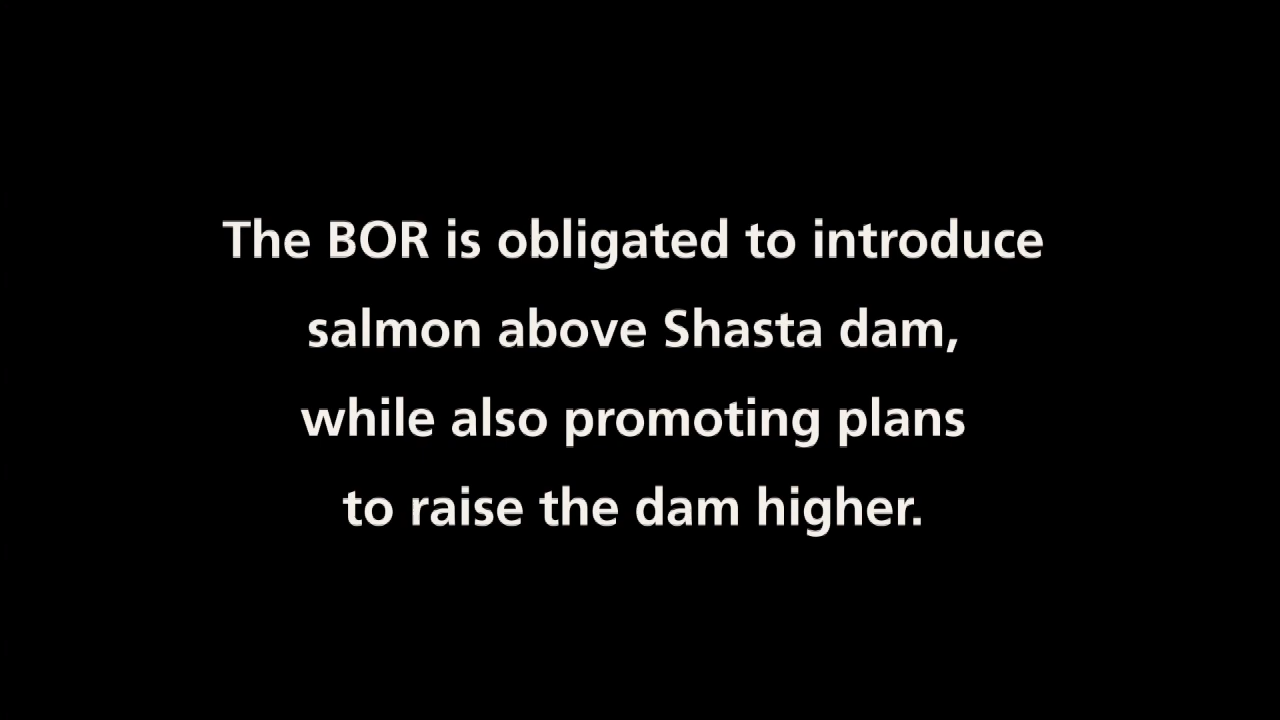 The BOR is obligated to introduce
salmon above Shasta dam,
while also promoting plans
to raise the dam higher.